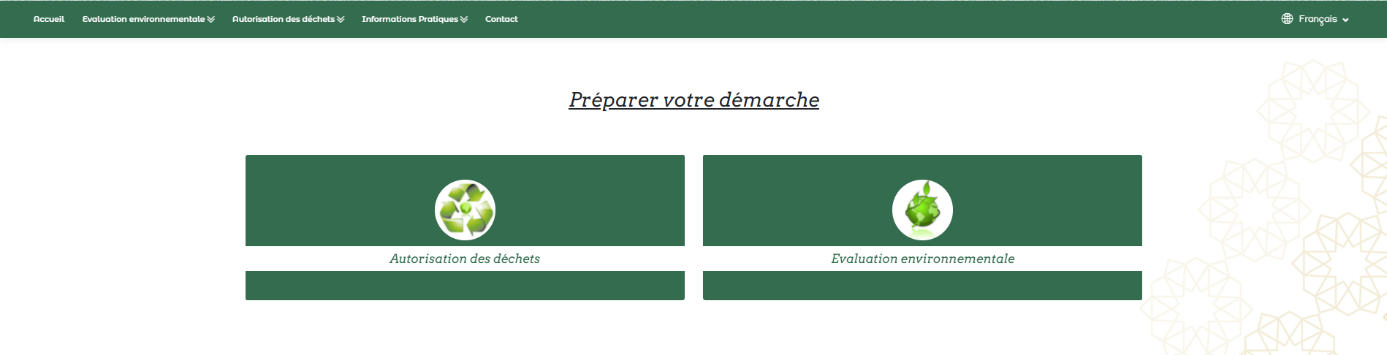 Accueil Evaluation environnementale Autorisation des déchets Informations Pratiques Contact Français
Préparer votre démarche
Autorisation des déchets Evaluation environnementale